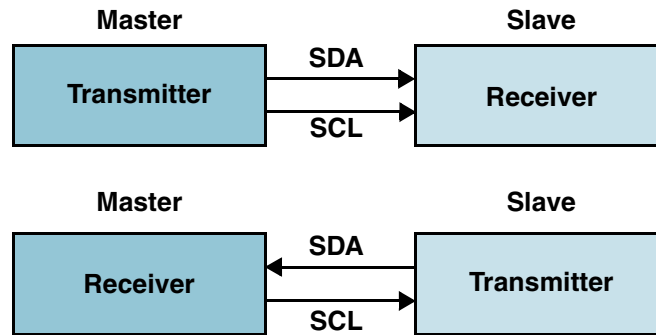 Master
Slave
Transmitter
SDA
SCL
Receiver
Master
Slave
Receiver
SDA
SCL
Transmitter